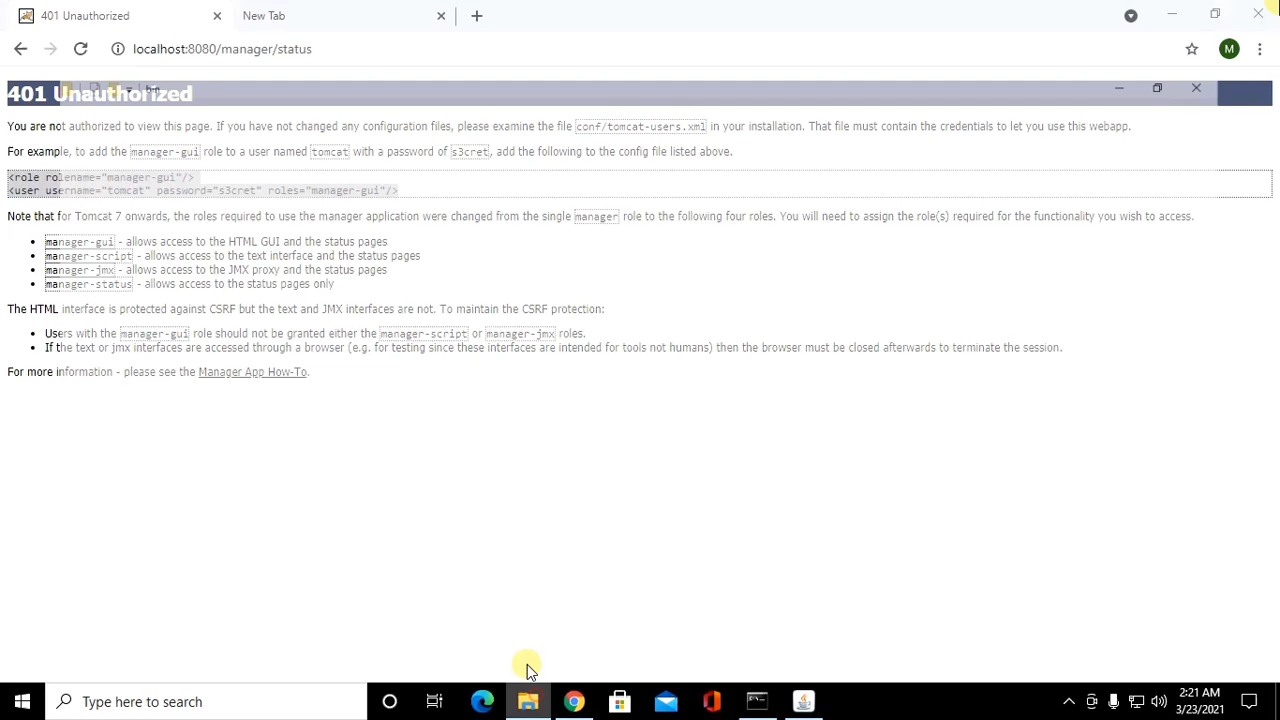 401 Unauthorized
New Tab
localhost:8080/manager/status
M
bin
401 Unauthorized
You are not authorized to view this page. If you have not changed any configuration files, please examine the file conf/tomcat-users.xml in your installation. That file must contain the credentials to let you use this webapp.
For example, to add the manager-gui role to a user named tomcat with a password of s3cret, add the following to the config file listed above.
<role rolename="manager-gui"/>
<user username="tomcat" password="s3cret" roles="manager-gui"/>
Note that for Tomcat 7 onwards, the roles required to use the manager application were changed from the single manager role to the following four roles. You will need to assign the role(s) required for the functionality you wish to access.
• manager-gui - allows access to the HTML GUI and the status pages
• manager-script - allows access to the text interface and the status pages
• manager-jmx - allows access to the JMX proxy and the status pages
• manager-status - allows access to the status pages only
The HTML interface is protected against CSRF but the text and JMX interfaces are not. To maintain the CSRF protection:
• Users with the manager-gui role should not be granted either the manager-script or manager-jmx roles.
• If the text or jmx interfaces are accessed through a browser (e.g. for testing since these interfaces are intended for tools not humans) then the browser must be closed afterwards to terminate the session.
For more information - please see the Manager App How-To.
Type here to search
2:21 AM
3/23/2021